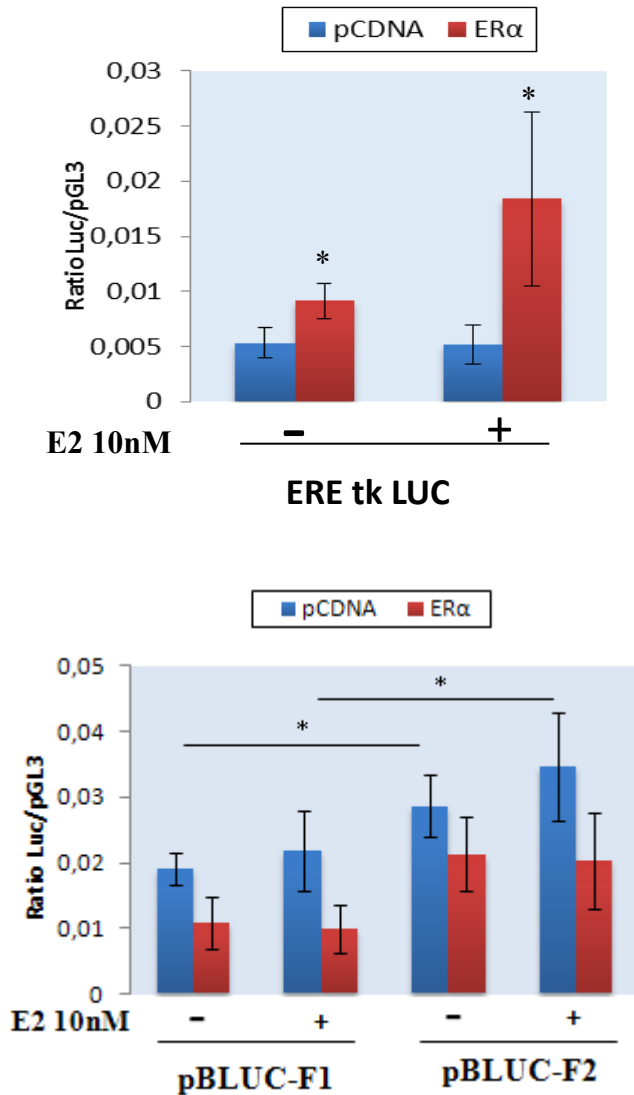 pCDNA ERα
0,03
0,025
0,02
0,015
0,01
0,005
0
Ratio Luc/pGL3
*
*
E2 10nM - +
ERE tk LUC
pCDNA ERα
0,05
0,04
0,03
0,02
0,01
0
Ratio Luc/pGL3
*
*
E2 10nM - + - +
pBLUC-F1 pBLUC-F2